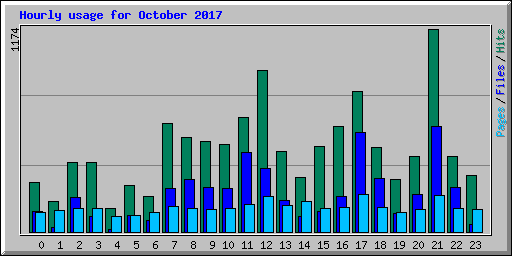 Hourly usage for October 2017
1174
Pages/Files/Hits
0 1 2 3 4 5 6 7 8 9 10 11 12 13 14 15 16 17 18 19 20 21 22 23